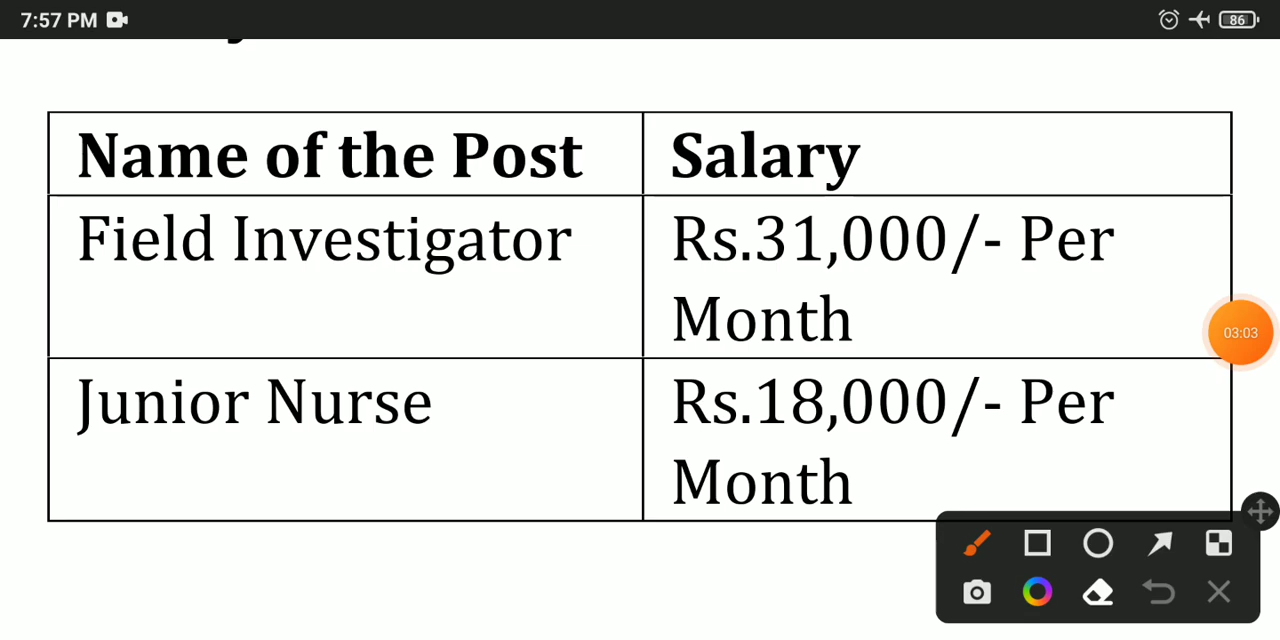 7:57 PM
86
Name of the Post
Salary
Field Investigator
Rs.31,000/- Per
Month
Junior Nurse
Rs.18,000/- Per
Month
03:03